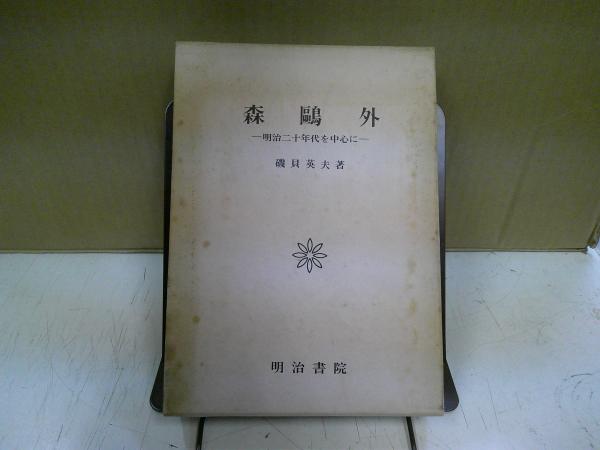 森鷗外
―明治二十年代を中心に―
磯貝英夫著
明治書院